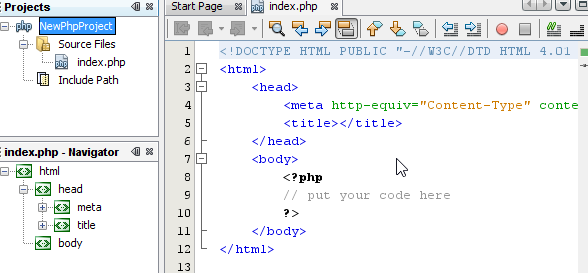 Projects
NewPhpProject
Source Files
index.php
Include Path
index.php - Navigator
html
head
meta
title
body
Start Page
index.php
1 <!DOCTYPE HTML PUBLIC "-//W3C//DTD HTML 4.01
2 <html>
3 <head>
4 <meta http-equiv="Content-Type" conte
5 <title></title>
6 </head>
7 <body>
8 <?php
9 // put your code here
10 ?>
11 </body>
12 </html>
13